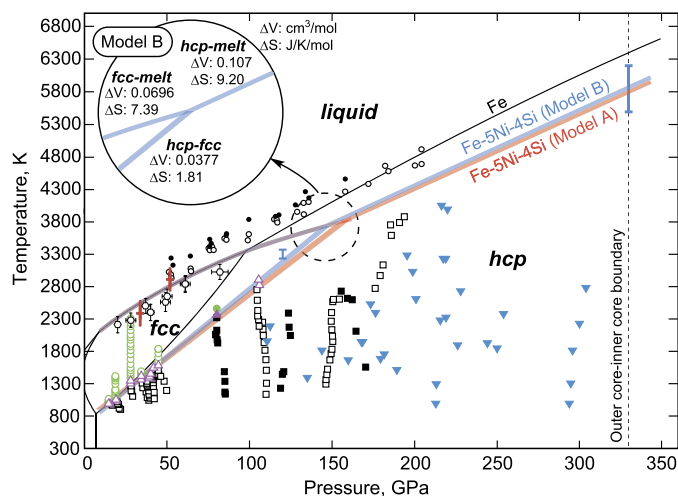 6800
6300
5800
5300
4800
4300
3800
3300
2800
2300
1800
1300
800
300
Temperature, K
0
50
100
150
200
250
300
350
Pressure, GPa
Model B
ΔV: cm³/mol
ΔS: J/K/mol
hcp-melt
ΔV: 0.107
ΔS: 9.20
fcc-melt
ΔV: 0.0696
ΔS: 7.39
hcp-fcc
ΔV: 0.0377
ΔS: 1.81
liquid
Fe
Fe-5Ni-4Si (Model B)
Fe-5Ni-4Si (Model A)
fcc
hcp
Outer core-inner core boundary